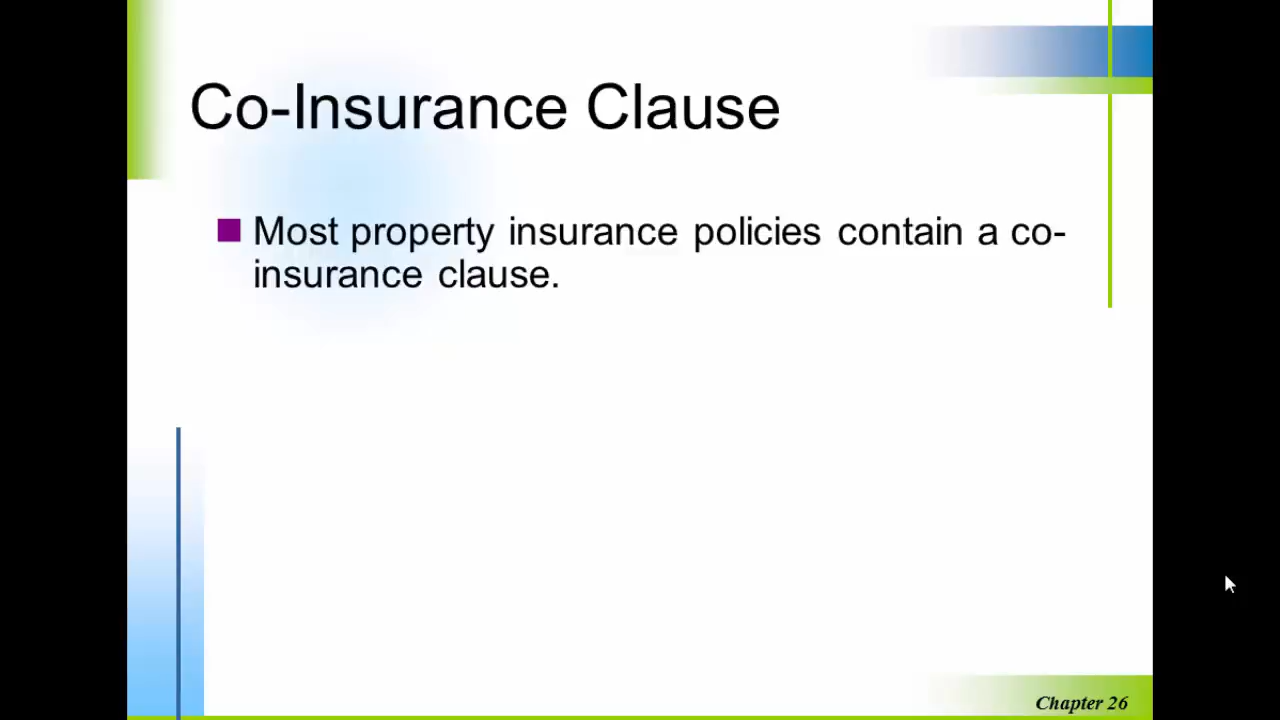 Co-Insurance Clause
Most property insurance policies contain a co-
insurance clause.
Chapter 26